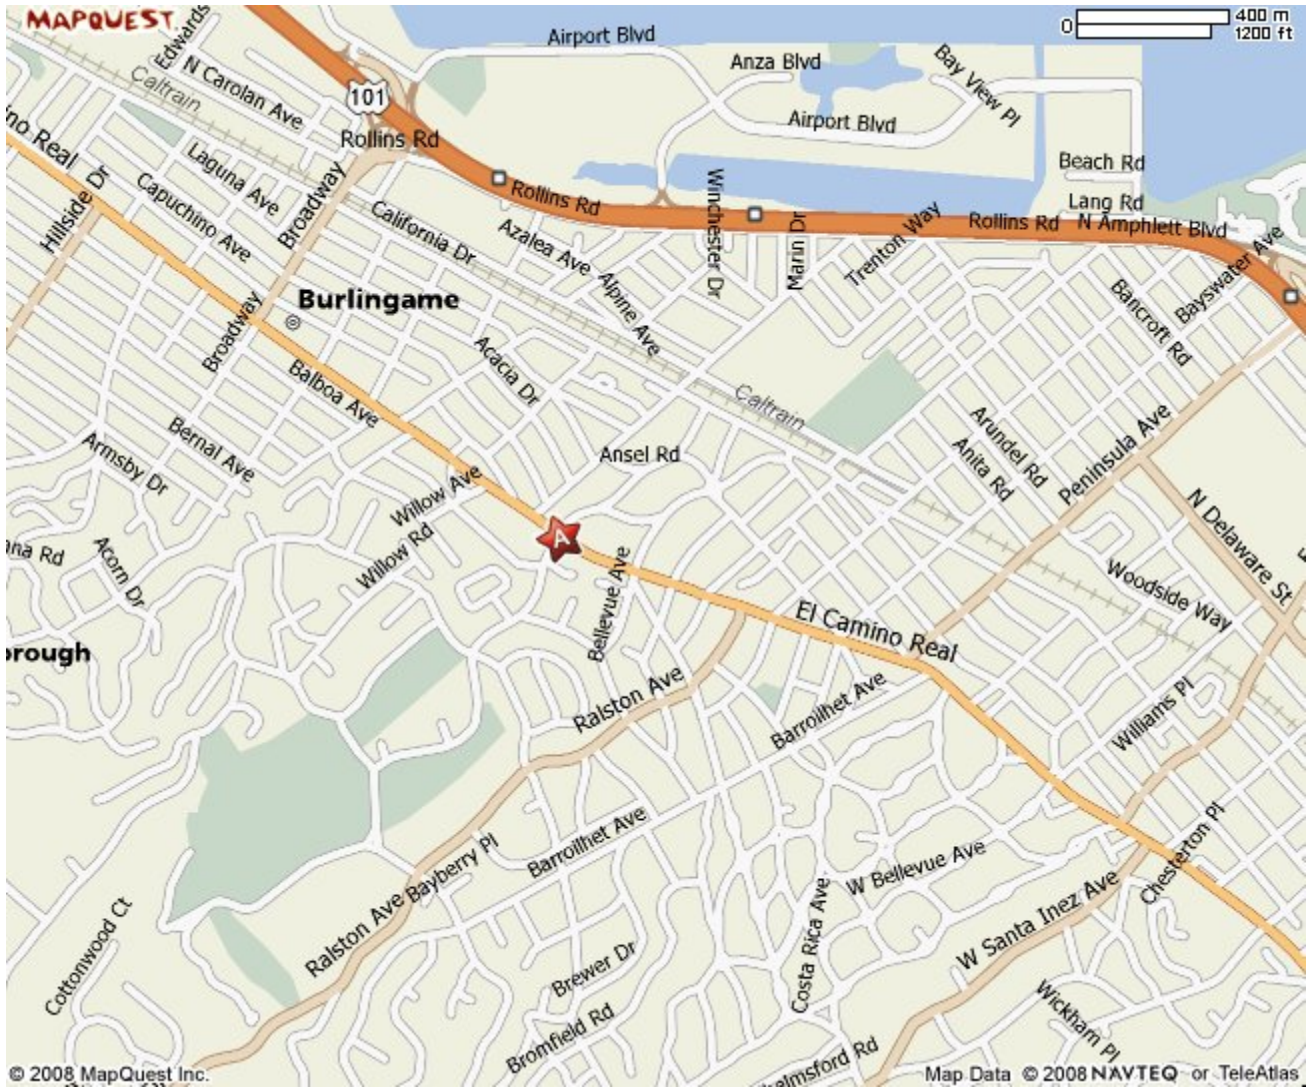 MAPQUEST.
0
400 m
1200 ft
Airport Blvd
Anza Blvd
Bay View Pl
Edwards
N Carolan Ave
Caltrain
101
Airport Blvd
Rollins Rd
Beach Rd
Hillside Dr
Laguna Ave
Capuchino Ave
Broadway
California Dr
Rollins Rd
Azalea Ave
Winchester Dr
Marin Dr
Trenton Way
Lang Rd
Rollins Rd
N Amphlett Blvd
Bayswater Ave
Bancroft Rd
Burlingame
Alpine Ave
Broadway
Acacia Dr
Balboa Ave
Caltrain
Bernal Ave
Armsby Dr
Ansel Rd
Arundel Rd
Anita Rd
Peninsula Ave
N Delaware St
Willow Ave
Willow Rd
A
Acorn Dr
Bellevue Ave
Woodside Way
El Camino Real
Ralston Ave
Barroilhet Ave
Williams Pl
Barroilhet Ave
Bayberry Pl
Ralston Ave
W Bellevue Ave
Chesterton Pl
Costa Rica Ave
W Santa Inez Ave
Cottonwood Ct
Brewer Dr
Bromfield Rd
Wickham Pl
© 2008 MapQuest Inc.
Map Data © 2008 NAVTEQ or TeleAtlas